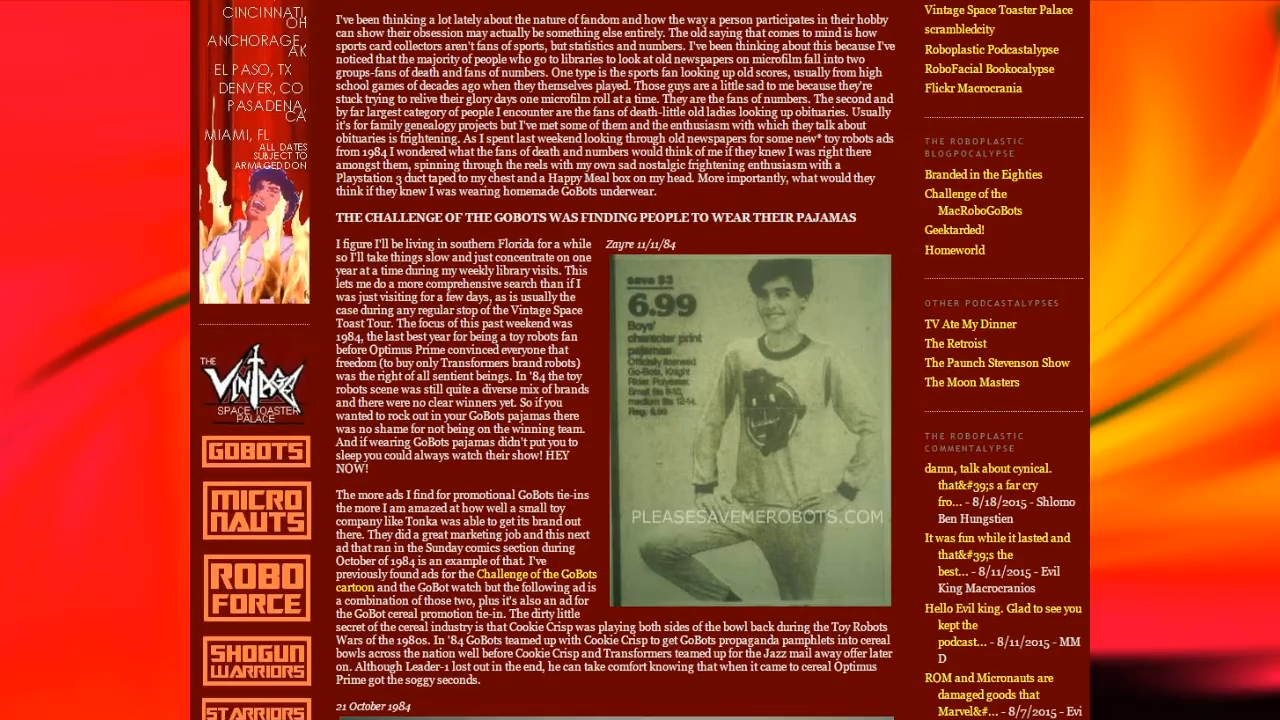 CINCINNATI,
OH
ANCHORAGE,
AK
EL PASO, TX
DENVER, CO
PASADENA,
CA
MIAMI, FL
ALL DATES
SUBJECT TO
ARMAGEDDON
THE
VINTAGE
SPACE TOASTER
PALACE
GOBOTS
MICRO
NAUTS
ROBO
FORCE
SHOGUN
WARRIORS
STARRIORS
I've been thinking a lot lately about the nature of fandom and how the way a person participates in their hobby
can show their obsession may actually be something else entirely. The old saying that comes to mind is how
sports card collectors aren't fans of sports, but statistics and numbers. I've been thinking about this because I've
noticed that the majority of people who go to libraries to look at old newspapers on microfilm fall into two
groups-fans of death and fans of numbers. One type is the sports fan looking up old scores, usually from high
school games of decades ago when they themselves played. Those guys are a little sad to me because they're
stuck trying to relive their glory days one microfilm roll at a time. They are the fans of numbers. The second and
by far largest category of people I encounter are the fans of death-little old ladies looking up obituaries. Usually
it's for family genealogy projects but I've met some of them and the enthusiasm with which they talk about
obituaries is frightening. As I spent last weekend looking through old newspapers for some new* toy robots ads
from 1984 I wondered what the fans of death and numbers would think of me if they knew I was right there
amongst them, spinning through the reels with my own sad nostalgic frightening enthusiasm with a
Playstation 3 duct taped to my chest and a Happy Meal box on my head. More importantly, what would they
think if they knew I was wearing homemade GoBots underwear.
THE CHALLENGE OF THE GOBOTS WAS FINDING PEOPLE TO WEAR THEIR PAJAMAS
I figure I'll be living in southern Florida for a while
so I'll take things slow and just concentrate on one
year at a time during my weekly library visits. This
lets me do a more comprehensive search than if I
was just visiting for a few days, as is usually the
case during any regular stop of the Vintage Space
Toast Tour. The focus of this past weekend was
1984, the last best year for being a toy robots fan
before Optimus Prime convinced everyone that
freedom (to buy only Transformers brand robots)
was the right of all sentient beings. In '84 the toy
robots scene was still quite a diverse mix of brands
and there were no clear winners yet. So if you
wanted to rock out in your GoBots pajamas there
was no shame for not being on the winning team.
And if wearing GoBots pajamas didn't put you to
sleep you could always watch their show! HEY
NOW!
Zayre 11/11/84
save $3
6.99
Boys'
character print
pajamas
Officially licensed
Go-Bots, Knight
Rider. Polyester.
Small fits 8-10,
medium fits 12-14.
Reg. 9.99
PLEASESAVEMEROBOTS.COM
The more ads I find for promotional GoBots tie-ins
the more I am amazed at how well a small toy
company like Tonka was able to get its brand out
there. They did a great marketing job and this next
ad that ran in the Sunday comics section during
October of 1984 is an example of that. I've
previously found ads for the Challenge of the GoBots
cartoon and the GoBot watch but the following ad is
a combination of those two, plus it's also an ad for
the GoBot cereal promotion tie-in. The dirty little
secret of the cereal industry is that Cookie Crisp was playing both sides of the bowl back during the Toy Robots
Wars of the 1980s. In '84 GoBots teamed up with Cookie Crisp to get GoBots propaganda pamphlets into cereal
bowls across the nation well before Cookie Crisp and Transformers teamed up for the Jazz mail away offer later
on. Although Leader-1 lost out in the end, he can take comfort knowing that when it came to cereal Optimus
Prime got the soggy seconds.
21 October 1984
Vintage Space Toaster Palace
scrambledcity
Roboplastic Podcastalypse
RoboFacial Bookocalypse
Flickr Macrocrania
THE ROBOPLASTIC
BLOGPOCALYPSE
Branded in the Eighties
Challenge of the
MacRoboGoBots
Geektarded!
Homeworld
OTHER PODCASTALYPSES
TV Ate My Dinner
The Retroist
The Paunch Stevenson Show
The Moon Masters
THE ROBOPLASTIC
COMMENTALYPSE
damn, talk about cynical.
that&#39;s a far cry
fro... - 8/18/2015 - Shlomo
Ben Hungstien
It was fun while it lasted and
that&#39;s the
best... - 8/11/2015 - Evil
King Macrocranios
Hello Evil king. Glad to see you
kept the
podcast... - 8/11/2015 - MM
D
ROM and Micronauts are
damaged goods that
Marvel&#... - 8/7/2015 - Evi